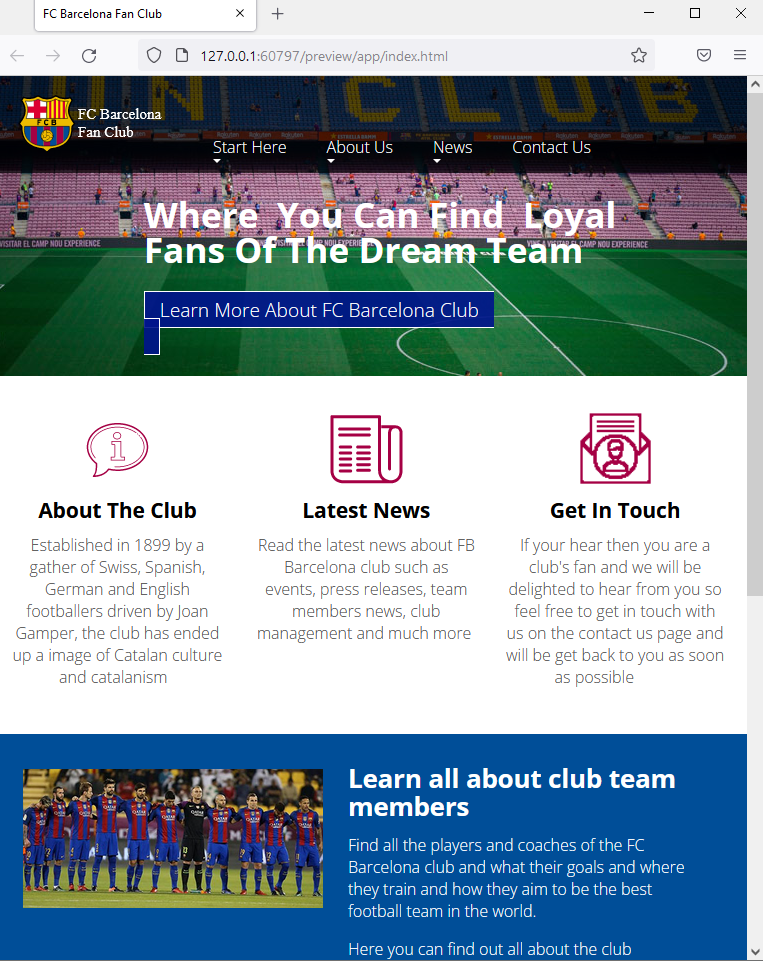 FC Barcelona Fan Club
127.0.0.1:60797/preview/app/index.html
IN CLUB
FCB
FC Barcelona
Fan Club
Start Here About Us News Contact Us
Where You Can Find Loyal
Fans Of The Dream Team
VISITAR EL CAMP NOU EXPERIENCE
Learn More About FC Barcelona Club
About The Club
Established in 1899 by a
gather of Swiss, Spanish,
German and English
footballers driven by Joan
Gamper, the club has ended
up a image of Catalan culture
and catalanism
Latest News
Read the latest news about FB
Barcelona club such as
events, press releases, team
members news, club
management and much more
Get In Touch
If your hear then you are a
club's fan and we will be
delighted to hear from you so
feel free to get in touch with
us on the contact us page and
will be get back to you as soon
as possible
Learn all about club team
members
Find all the players and coaches of the FC
Barcelona club and what their goals and where
they train and how they aim to be the best
football team in the world.
Here you can find out all about the club